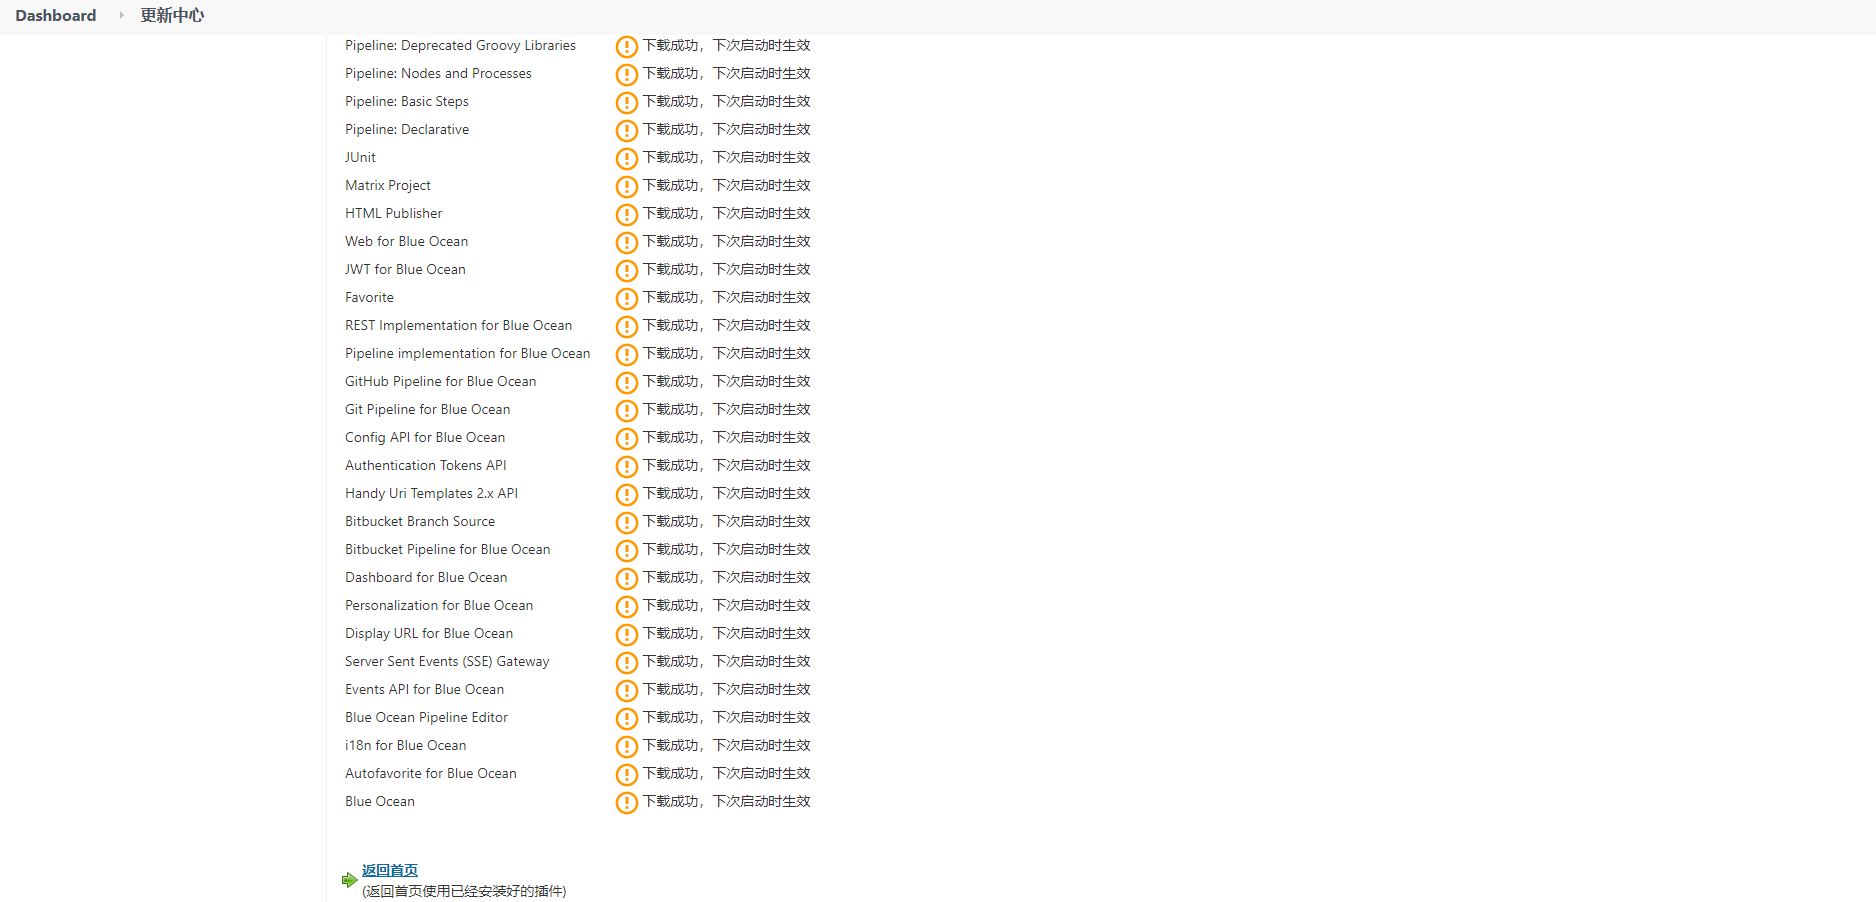 Dashboard 更新中心
Pipeline: Deprecated Groovy Libraries 下载成功，下次启动时生效
Pipeline: Nodes and Processes 下载成功，下次启动时生效
Pipeline: Basic Steps 下载成功，下次启动时生效
Pipeline: Declarative 下载成功，下次启动时生效
JUnit 下载成功，下次启动时生效
Matrix Project 下载成功，下次启动时生效
HTML Publisher 下载成功，下次启动时生效
Web for Blue Ocean 下载成功，下次启动时生效
JWT for Blue Ocean 下载成功，下次启动时生效
Favorite 下载成功，下次启动时生效
REST Implementation for Blue Ocean 下载成功，下次启动时生效
Pipeline implementation for Blue Ocean 下载成功，下次启动时生效
GitHub Pipeline for Blue Ocean 下载成功，下次启动时生效
Git Pipeline for Blue Ocean 下载成功，下次启动时生效
Config API for Blue Ocean 下载成功，下次启动时生效
Authentication Tokens API 下载成功，下次启动时生效
Handy Uri Templates 2.x API 下载成功，下次启动时生效
Bitbucket Branch Source 下载成功，下次启动时生效
Bitbucket Pipeline for Blue Ocean 下载成功，下次启动时生效
Dashboard for Blue Ocean 下载成功，下次启动时生效
Personalization for Blue Ocean 下载成功，下次启动时生效
Display URL for Blue Ocean 下载成功，下次启动时生效
Server Sent Events (SSE) Gateway 下载成功，下次启动时生效
Events API for Blue Ocean 下载成功，下次启动时生效
Blue Ocean Pipeline Editor 下载成功，下次启动时生效
i18n for Blue Ocean 下载成功，下次启动时生效
Autofavorite for Blue Ocean 下载成功，下次启动时生效
Blue Ocean 下载成功，下次启动时生效
返回首页
(返回首页使用已经安装好的插件)